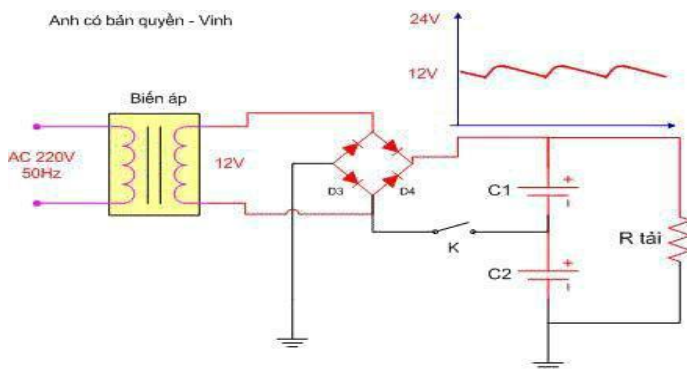 Anh có bản quyền - Vinh
24V
12V
Biến áp
AC 220V
50Hz
12V
D3
D4
C1
+
-
K
C2
+
-
R tải